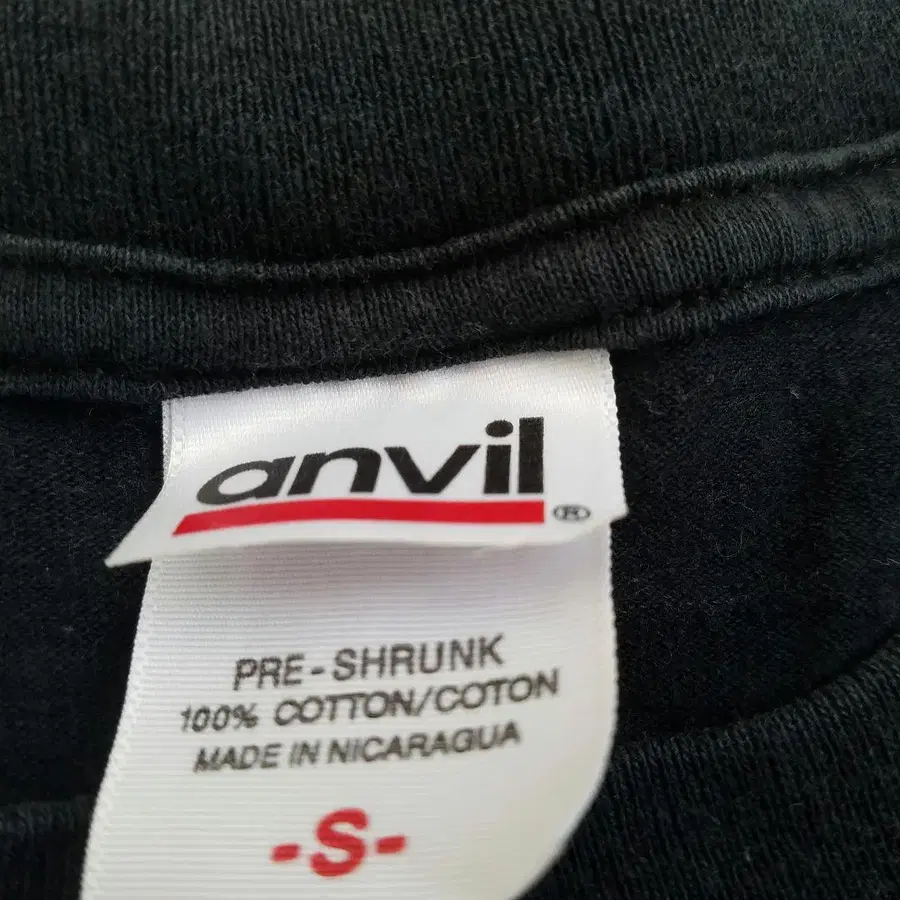 anvil®
PRE-SHRUNK
100% COTTON/COTON
MADE IN NICARAGUA
-S-